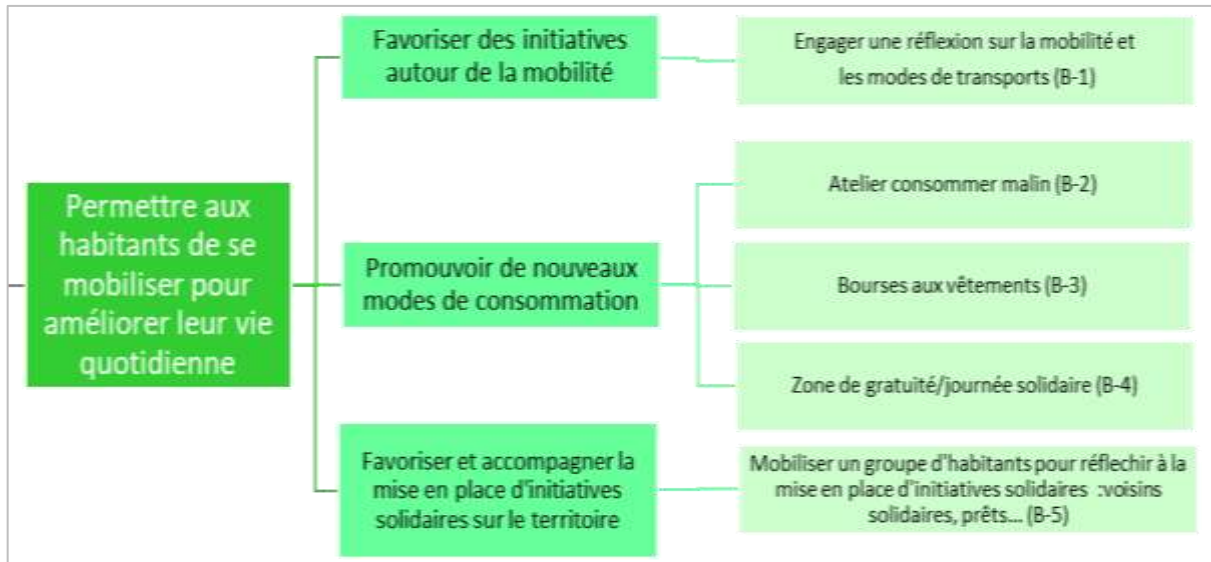 Permettre aux
habitants de se
mobiliser pour
améliorer leur vie
quotidienne
Favoriser des initiatives
autour de la mobilité
Engager une réflexion sur la mobilité et
les modes de transports (B-1)
Promouvoir de nouveaux
modes de consommation
Atelier consommer malin (B-2)
Bourses aux vêtements (B-3)
Zone de gratuité/journée solidaire (B-4)
Favoriser et accompagner la
mise en place d'initiatives
solidaires sur le territoire
Mobiliser un groupe d'habitants pour réflechir à la
mise en place d'initiatives solidaires :voisins
solidaires, prêts... (B-5)